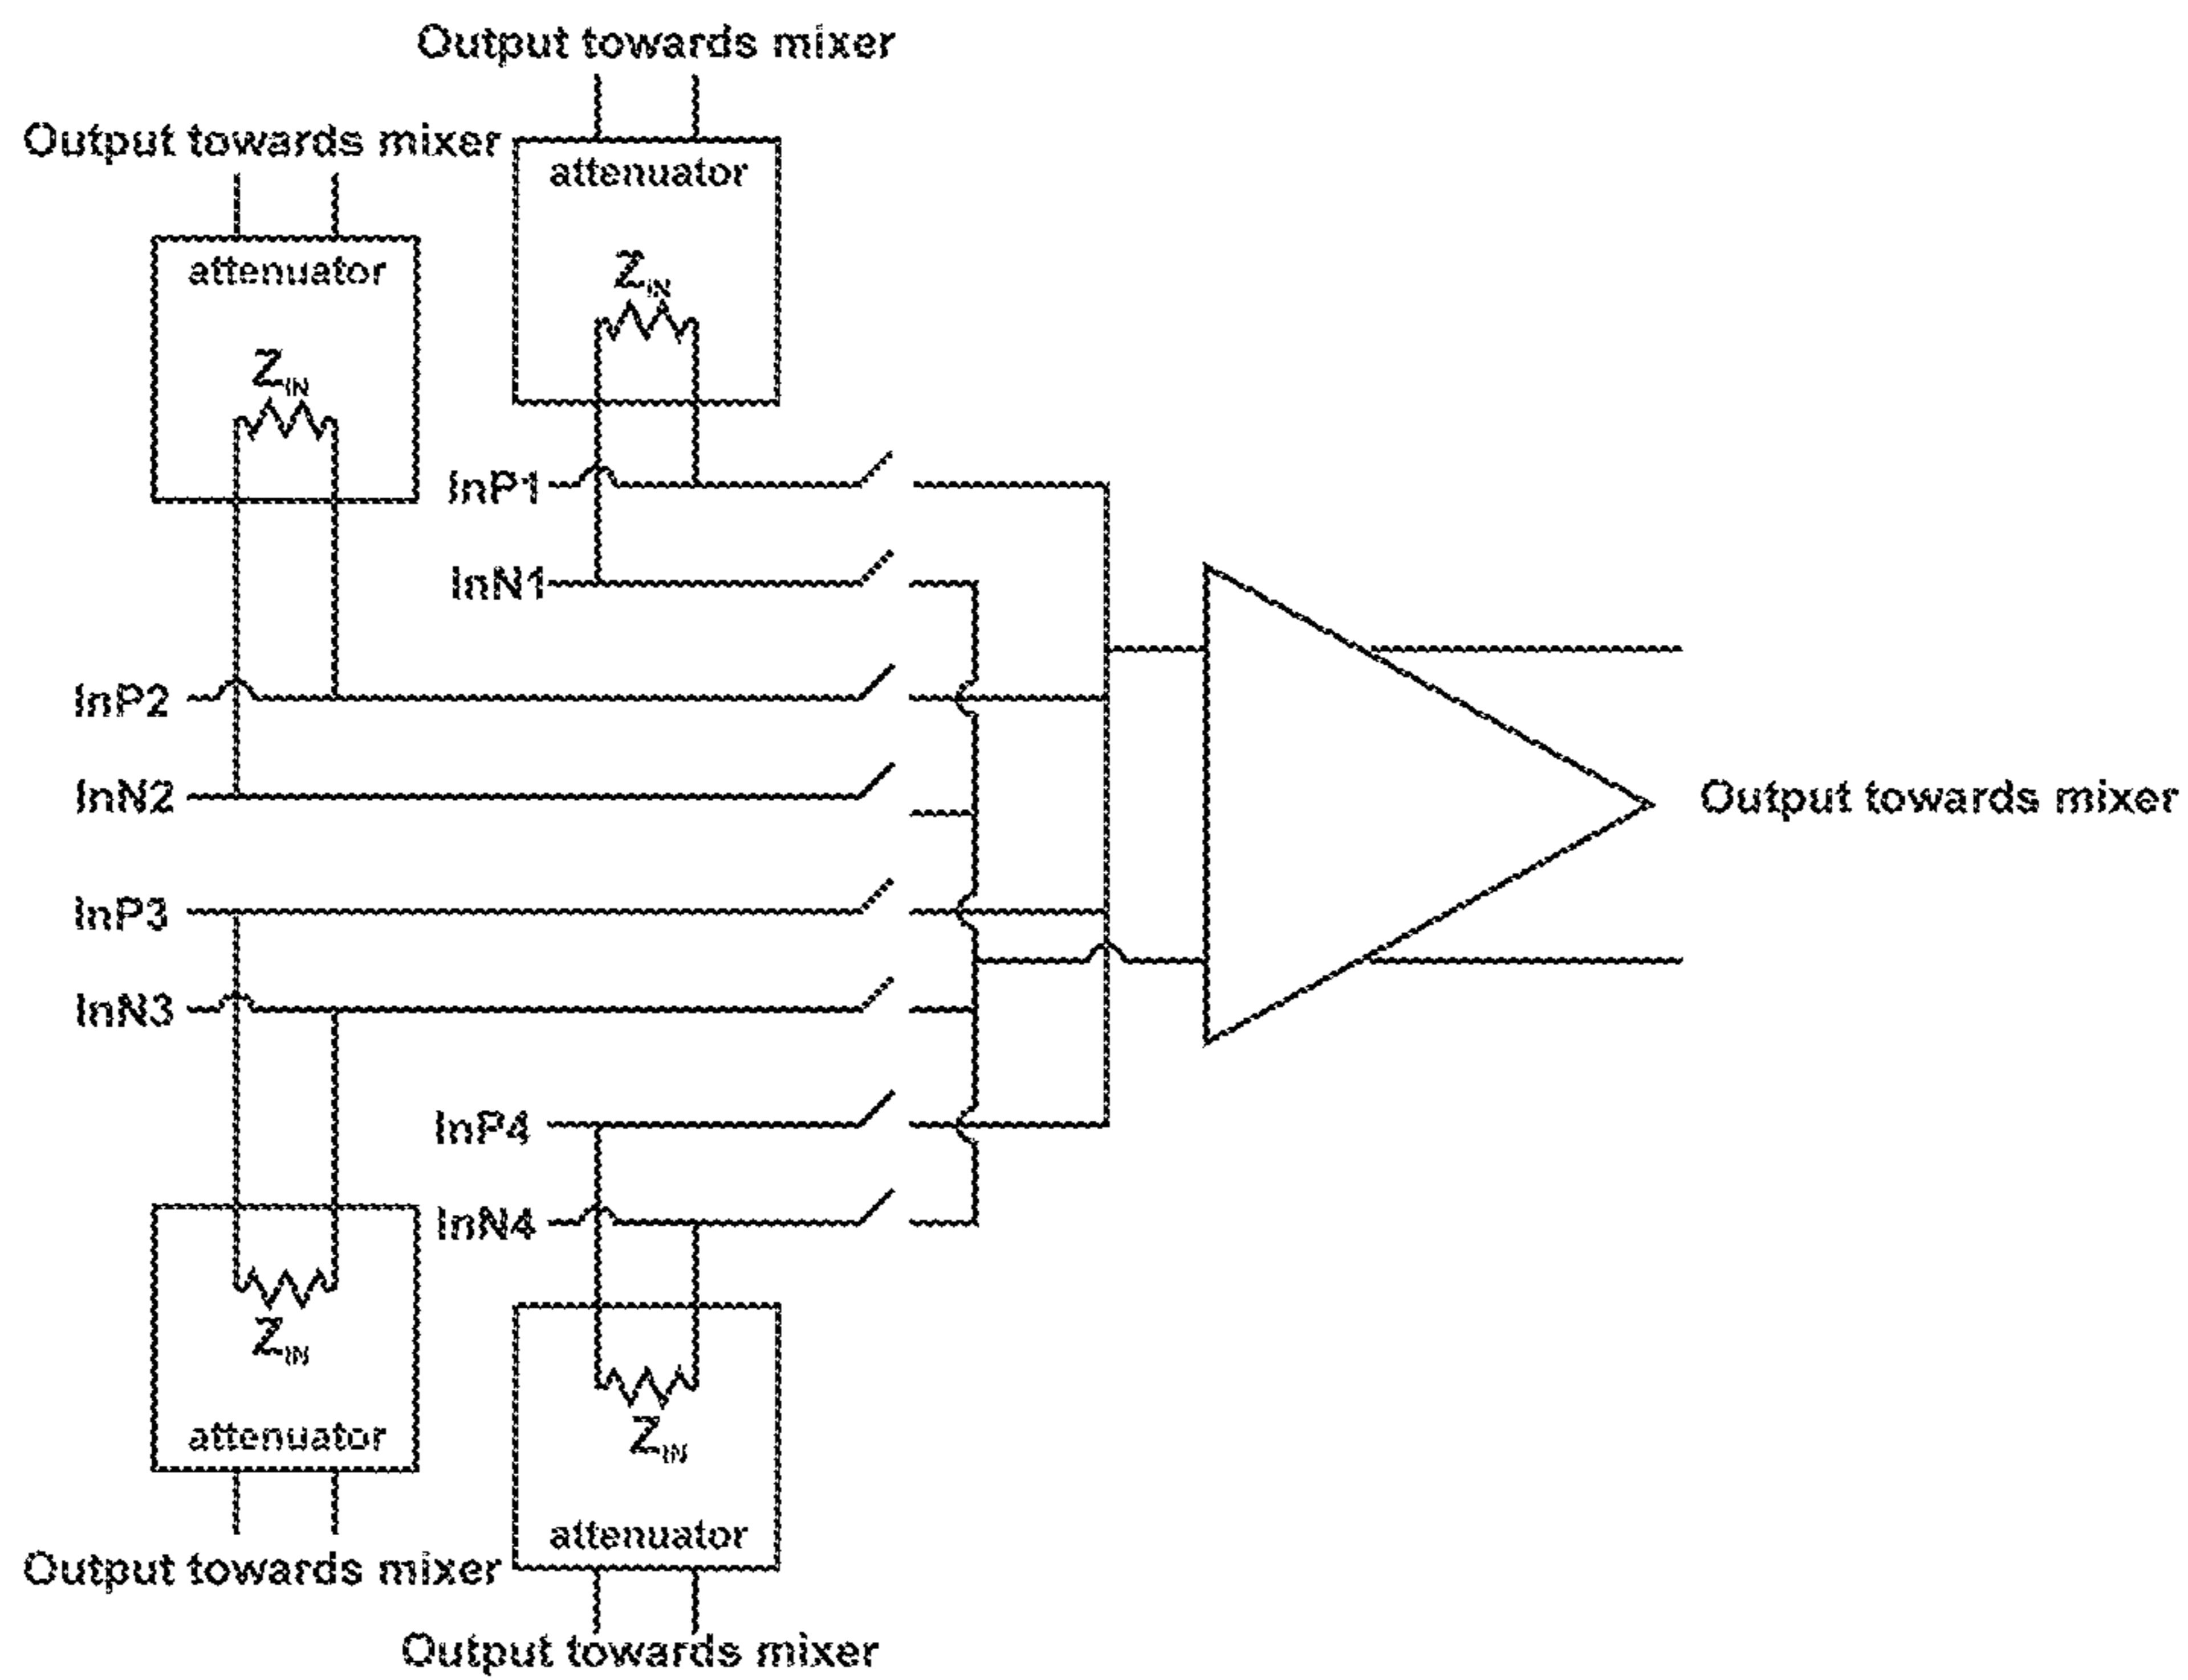 Output towards mixer
Output towards mixer
attenuator
attenuator
Z_IN
Z_IN
InP1
InN1
InP2
InN2
Output towards mixer
InP3
InN3
InP4
InN4
Z_IN
Z_IN
attenuator
attenuator
Output towards mixer
Output towards mixer